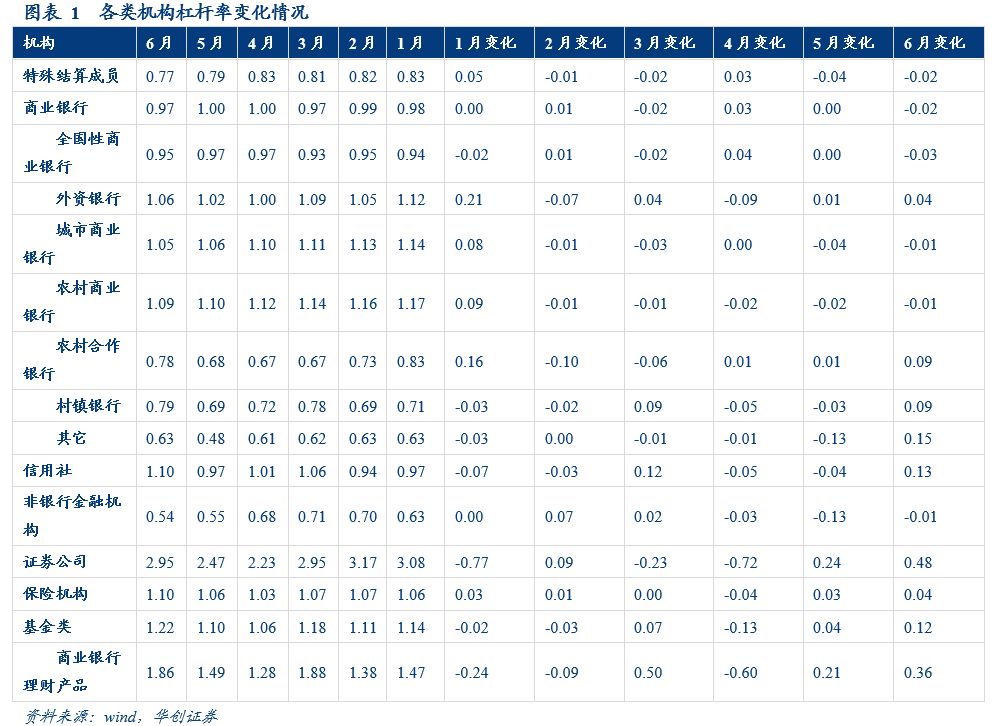 图表 1 各类机构杠杆率变化情况
机构 6月 5月 4月 3月 2月 1月 1月变化 2月变化 3月变化 4月变化 5月变化 6月变化
特殊结算成员 0.77 0.79 0.83 0.81 0.82 0.83 0.05 -0.01 -0.02 0.03 -0.04 -0.02
商业银行 0.97 1.00 1.00 0.97 0.99 0.98 0.00 0.01 -0.02 0.03 0.00 -0.02
全国性商
业银行 0.95 0.97 0.97 0.93 0.95 0.94 -0.02 0.01 -0.02 0.04 0.00 -0.03
外资银行 1.06 1.02 1.00 1.09 1.05 1.12 0.21 -0.07 0.04 -0.09 0.01 0.04
城市商业
银行 1.05 1.06 1.10 1.11 1.13 1.14 0.08 -0.01 -0.03 0.00 -0.04 -0.01
农村商业
银行 1.09 1.10 1.12 1.14 1.16 1.17 0.09 -0.01 -0.01 -0.02 -0.02 -0.01
农村合作
银行 0.78 0.68 0.67 0.67 0.73 0.83 0.16 -0.10 -0.06 0.01 0.01 0.09
村镇银行 0.79 0.69 0.72 0.78 0.69 0.71 -0.03 -0.02 0.09 -0.05 -0.03 0.09
其它 0.63 0.48 0.61 0.62 0.63 0.63 -0.03 0.00 -0.01 -0.01 -0.13 0.15
信用社 1.10 0.97 1.01 1.06 0.94 0.97 -0.07 -0.03 0.12 -0.05 -0.04 0.13
非银行金融机
构 0.54 0.55 0.68 0.71 0.70 0.63 0.00 0.07 0.02 -0.03 -0.13 -0.01
证券公司 2.95 2.47 2.23 2.95 3.17 3.08 -0.77 0.09 -0.23 -0.72 0.24 0.48
保险机构 1.10 1.06 1.03 1.07 1.07 1.06 0.03 0.01 0.00 -0.04 0.03 0.04
基金类 1.22 1.10 1.06 1.18 1.11 1.14 -0.02 -0.03 0.07 -0.13 0.04 0.12
商业银行
理财产品 1.86 1.49 1.28 1.88 1.38 1.47 -0.24 -0.09 0.50 -0.60 0.21 0.36
资料来源：wind，华创证券